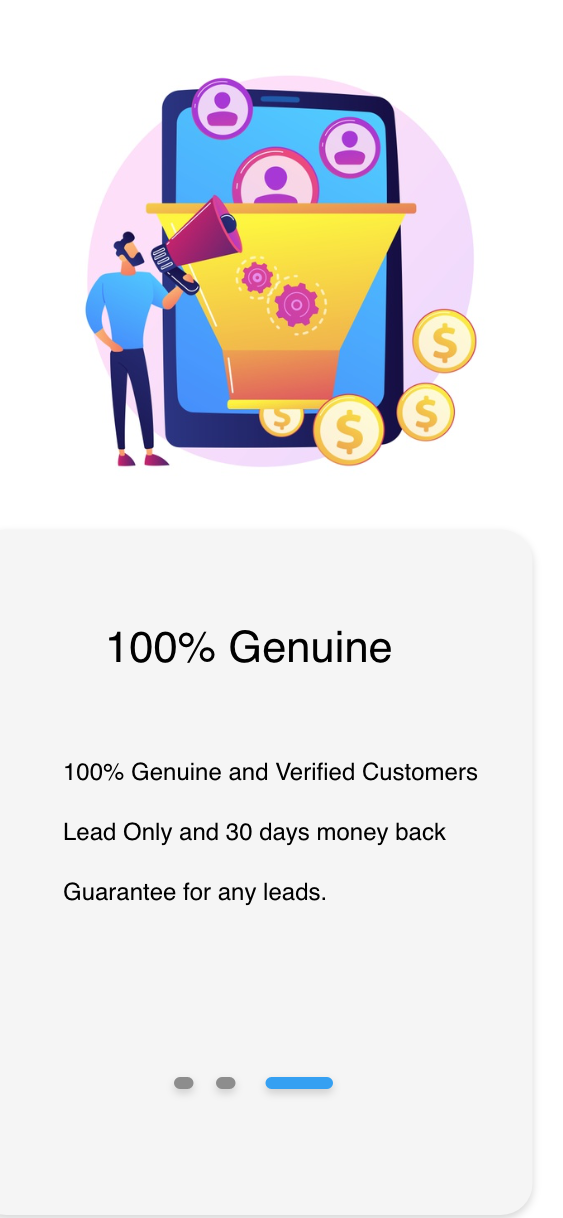 $
$
$
$
100% Genuine
100% Genuine and Verified Customers
Lead Only and 30 days money back
Guarantee for any leads.